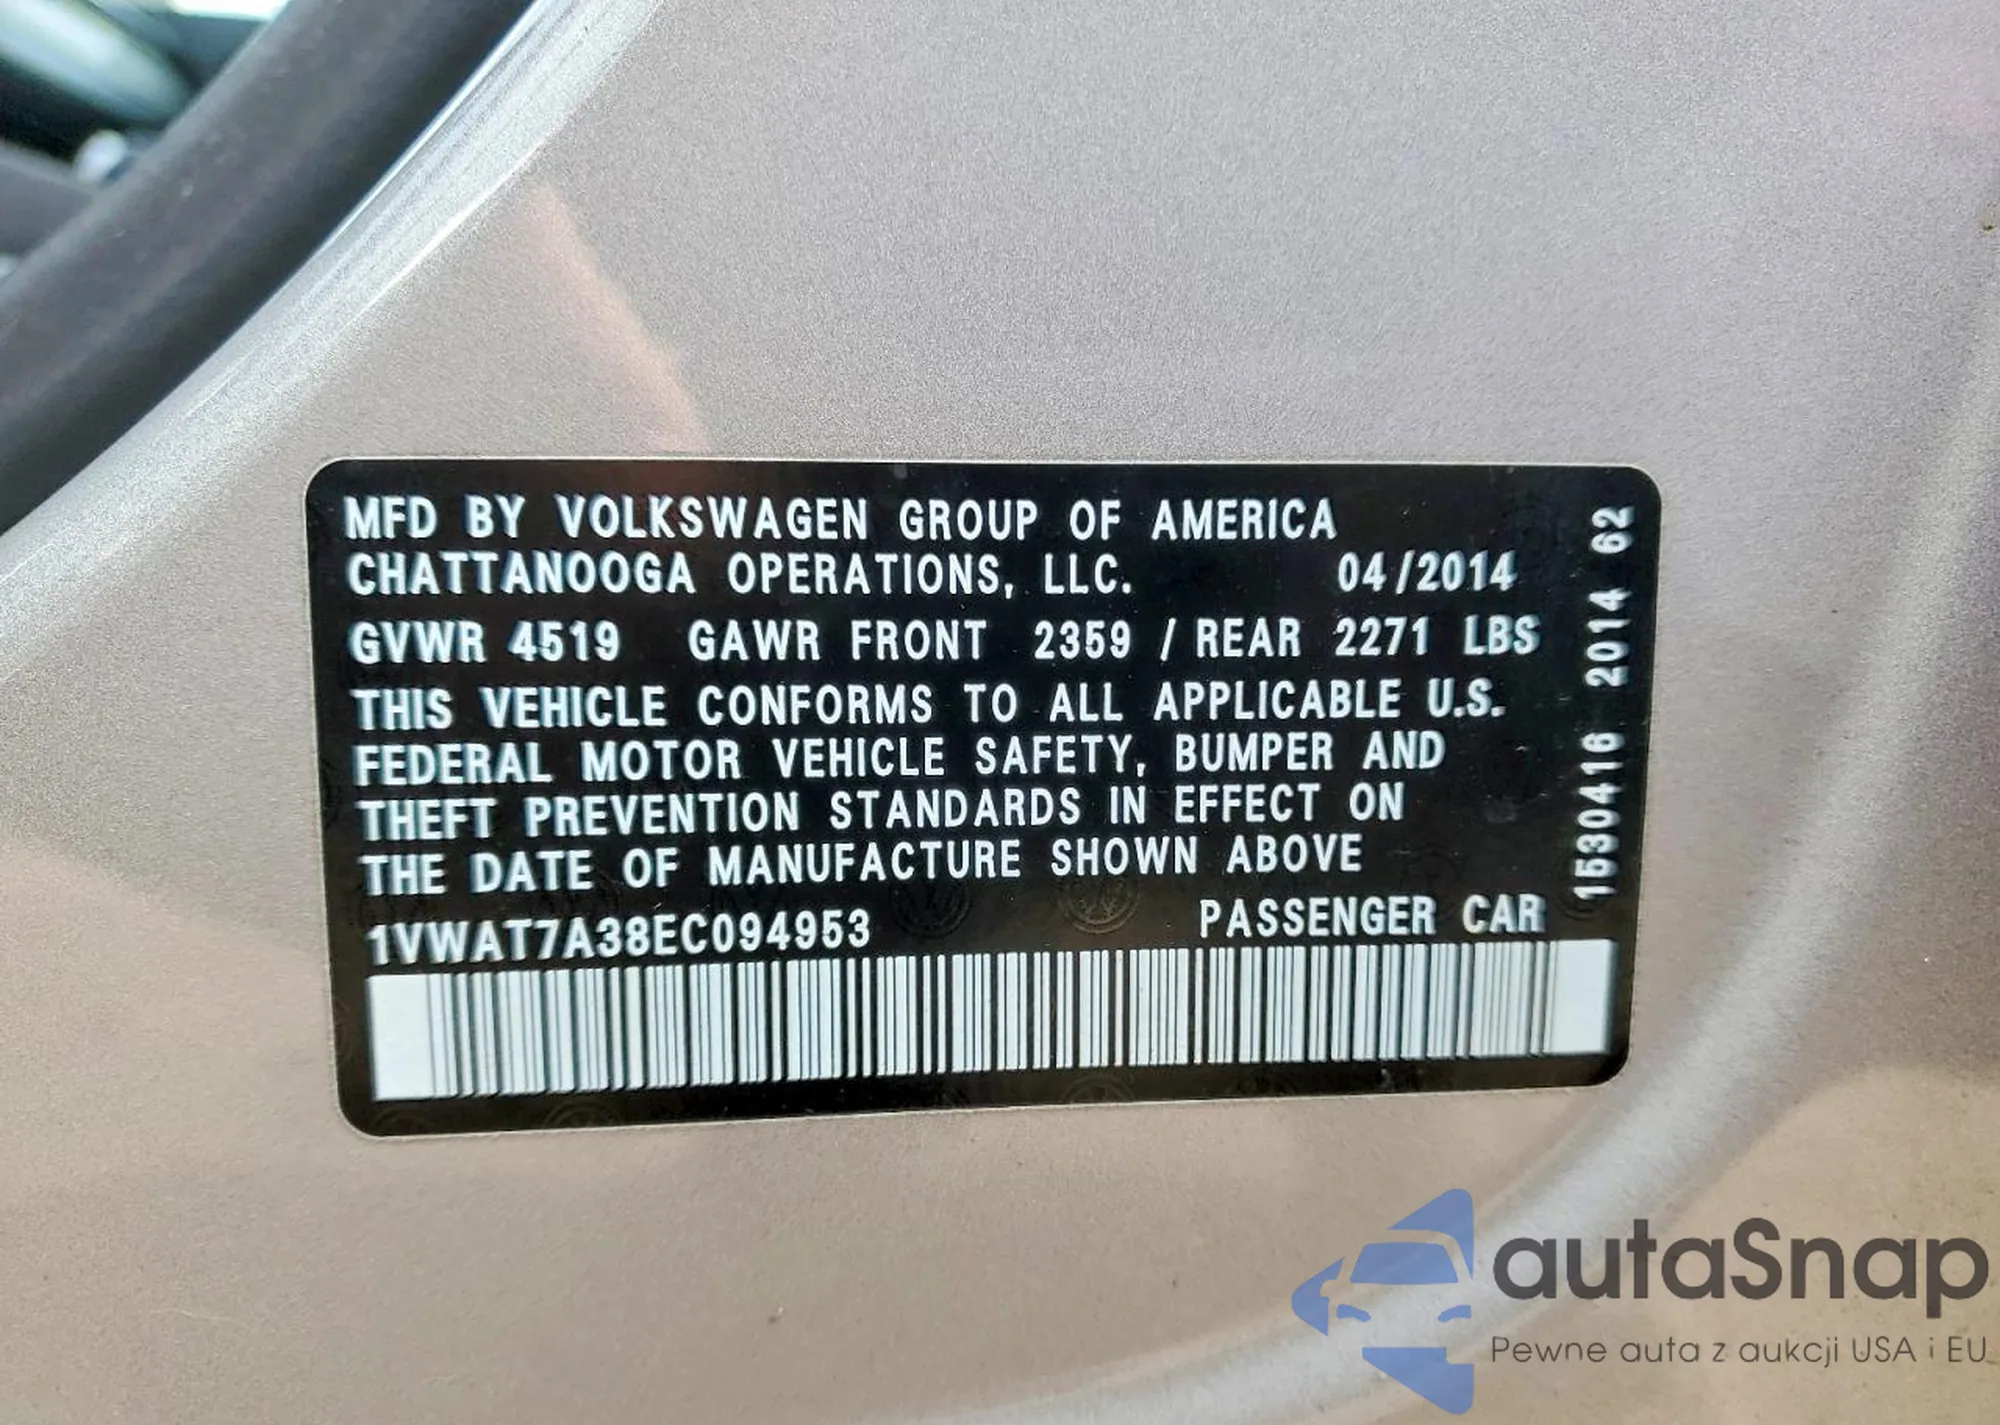 MFD BY VOLKSWAGEN GROUP OF AMERICA
CHATTANOOGA OPERATIONS, LLC. 04/2014
GVWR 4519 GAWR FRONT 2359 / REAR 2271 LBS
THIS VEHICLE CONFORMS TO ALL APPLICABLE U.S.
FEDERAL MOTOR VEHICLE SAFETY, BUMPER AND
THEFT PREVENTION STANDARDS IN EFFECT ON
THE DATE OF MANUFACTURE SHOWN ABOVE
1VWAT7A38EC094953 PASSENGER CAR
15304416 2014 62
autaSnap
Pewne auta z aukcji USA i EU